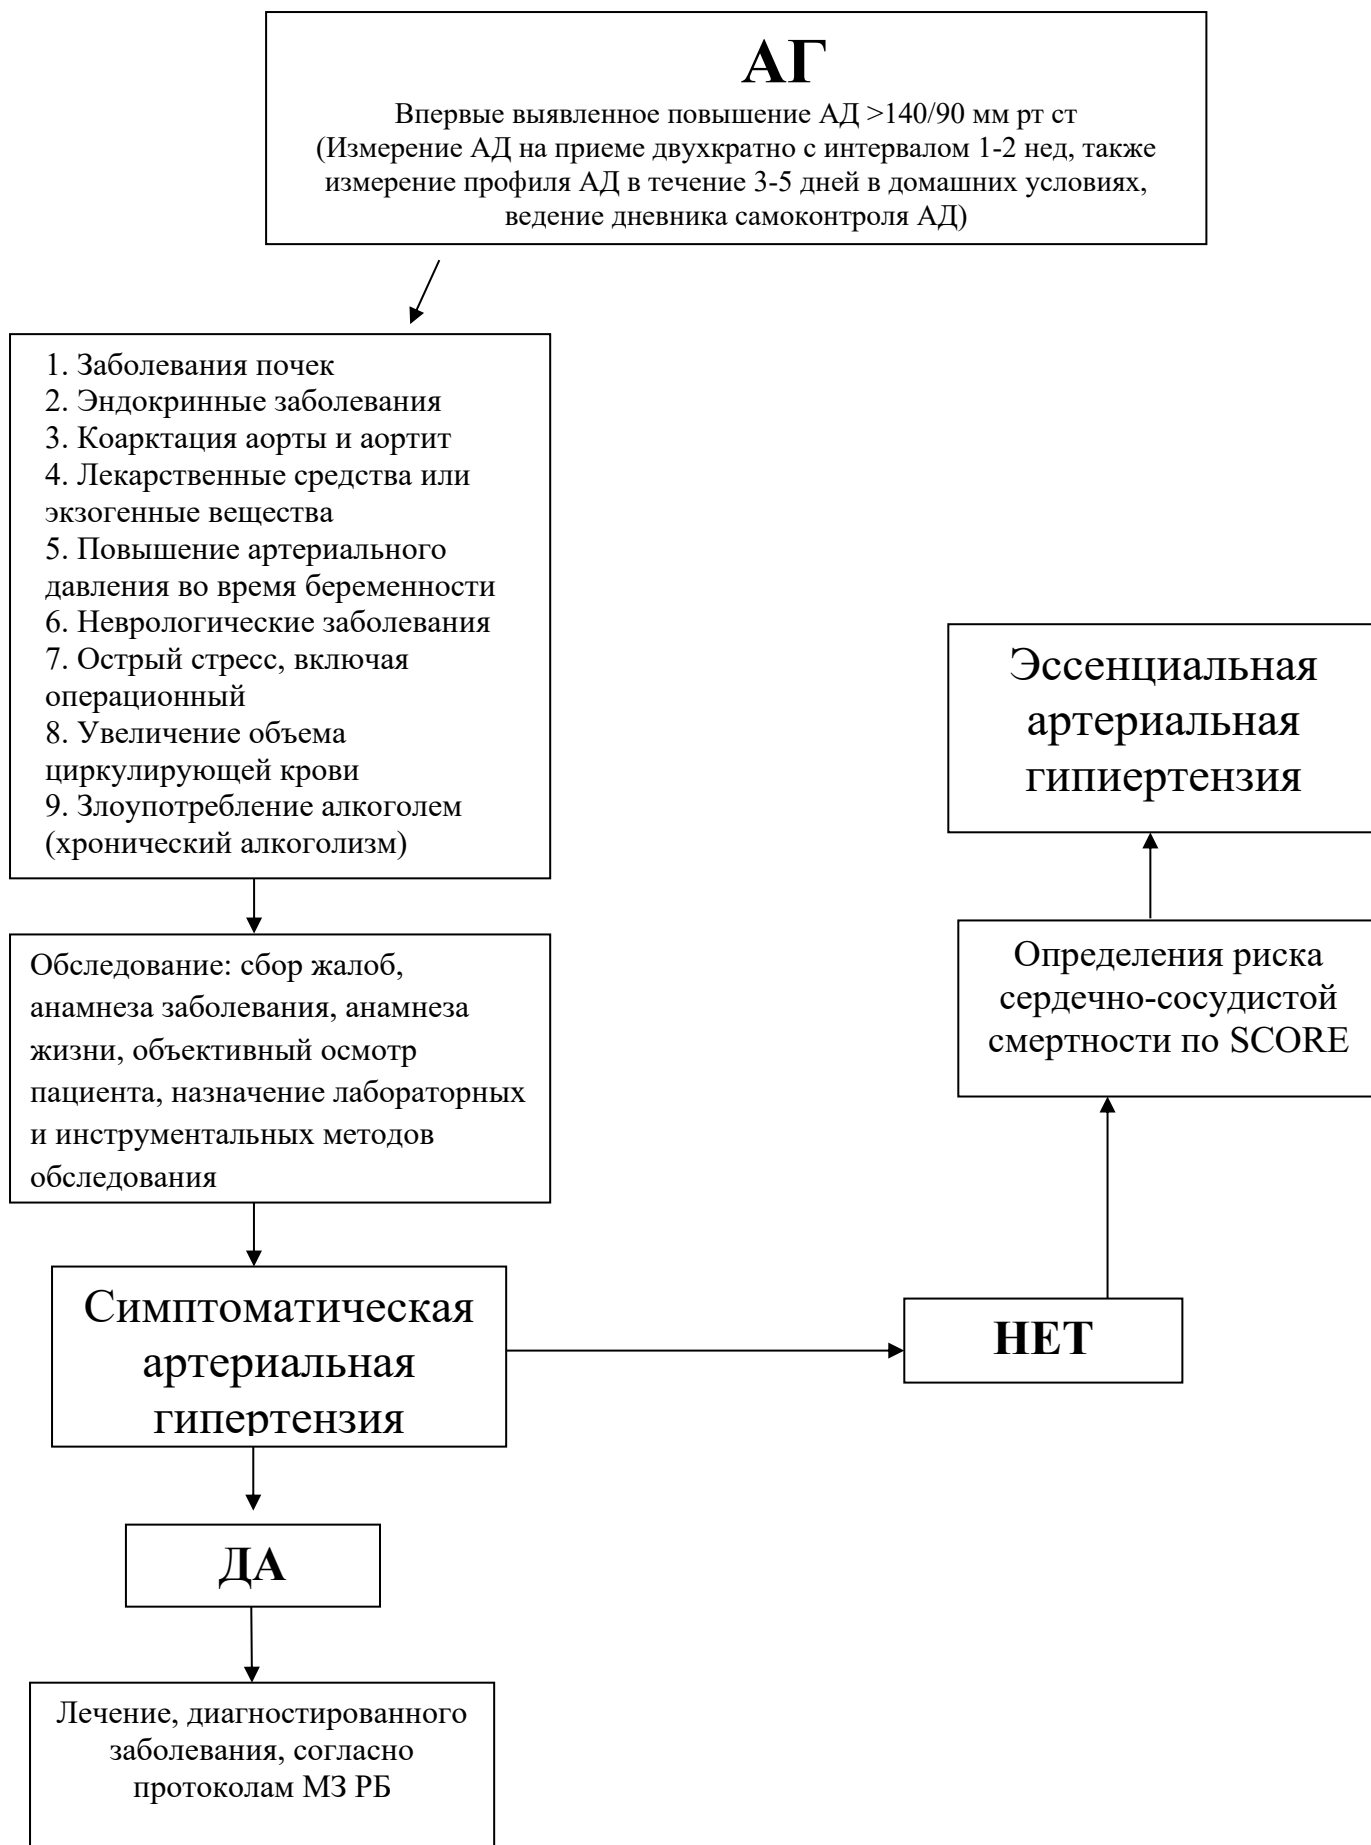 АГ
Впервые выявленное повышение АД >140/90 мм рт ст
(Измерение АД на приеме двухкратно с интервалом 1-2 нед, также
измерение профиля АД в течение 3-5 дней в домашних условиях,
ведение дневника самоконтроля АД)
1. Заболевания почек
2. Эндокринные заболевания
3. Коарктация аорты и аортит
4. Лекарственные средства или
экзогенные вещества
5. Повышение артериального
давления во время беременности
6. Неврологические заболевания
7. Острый стресс, включая
операционный
8. Увеличение объема
циркулирующей крови
9. Злоупотребление алкоголем
(хронический алкоголизм)
Обследование: сбор жалоб,
анамнеза заболевания, анамнеза
жизни, объективный осмотр
пациента, назначение лабораторных
и инструментальных методов
обследования
Симптоматическая
артериальная
гипертензия
ДА
Лечение, диагностированного
заболевания, согласно
протоколам МЗ РБ
НЕТ
Определения риска
сердечно-сосудистой
смертности по SCORE
Эссенциальная
артериальная
гипиертензия